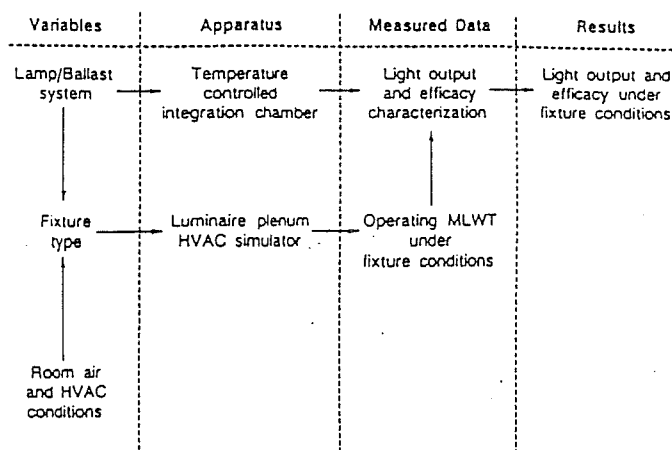 Variables
Apparatus
Measured Data
Results
Lamp/Ballast
system
Temperature
controlled
integration chamber
Light output
and efficacy
characterization
Light output and
efficacy under
fixture conditions
Fixture
type
Luminaire plenum
HVAC simulator
Operating MLWT
under
fixture conditions
Room air
and HVAC
conditions